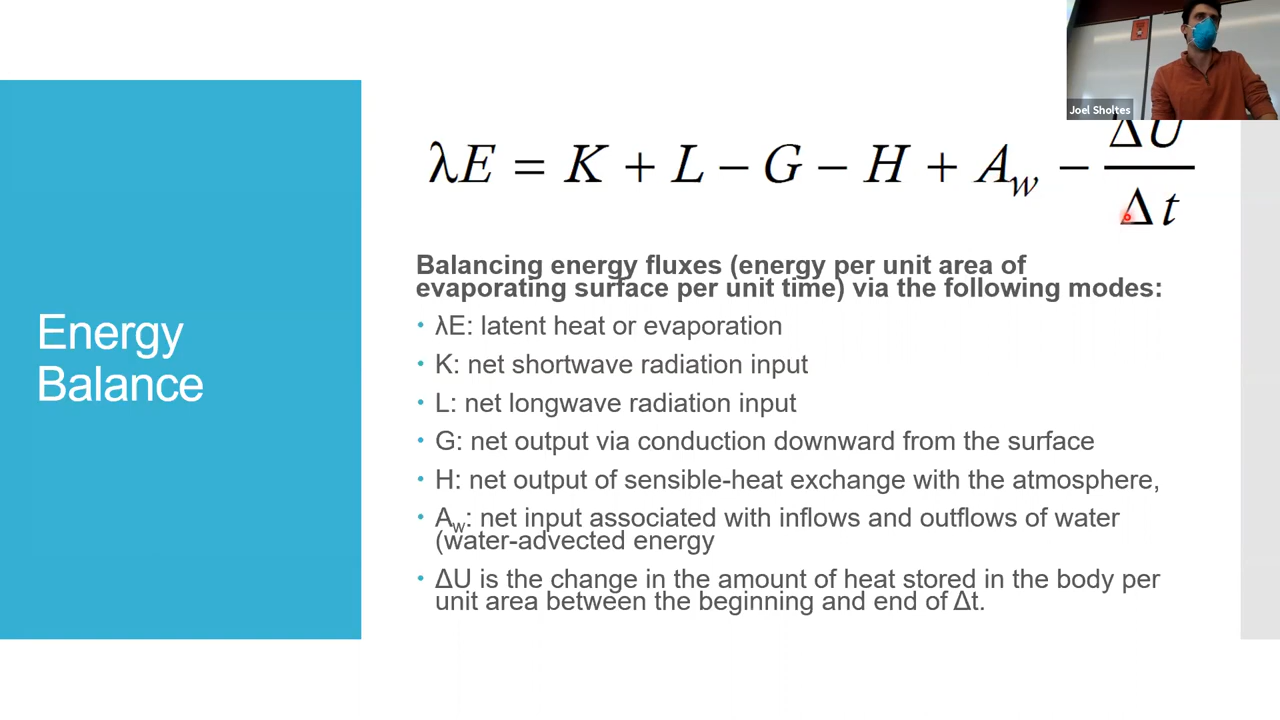 Joel Sholtes
λE = K + L − G − H + A_w − ΔU/Δt
Energy
Balance
Balancing energy fluxes (energy per unit area of
evaporating surface per unit time) via the following modes:
• λE: latent heat or evaporation
• K: net shortwave radiation input
• L: net longwave radiation input
• G: net output via conduction downward from the surface
• H: net output of sensible-heat exchange with the atmosphere,
• A_w: net input associated with inflows and outflows of water
(water-advected energy
• ΔU is the change in the amount of heat stored in the body per
unit area between the beginning and end of Δt.